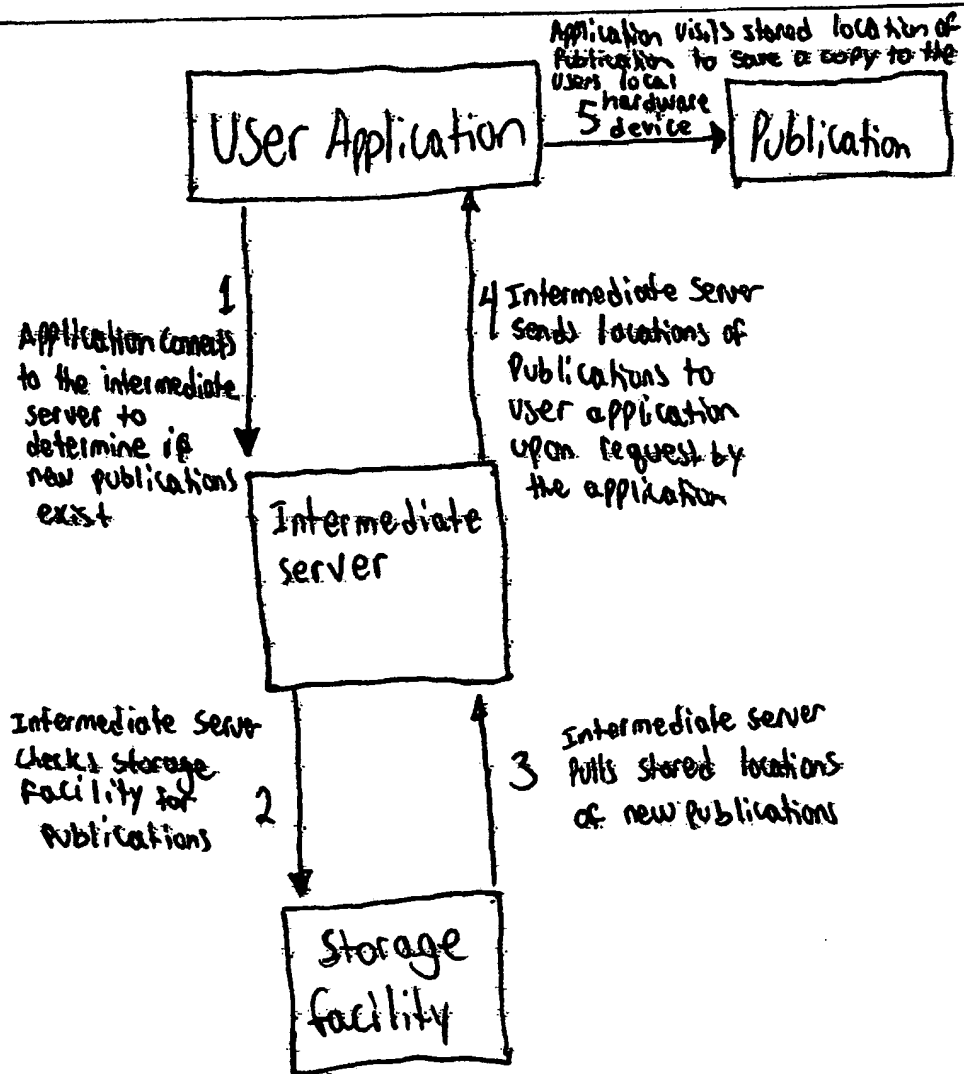 Application visits stored location of
Publication to save a copy to the
users local
hardware
5 device
User Application
Publication
1
Application connects
to the intermediate
server to
determine if
new publications
exist
4 Intermediate Server
sends locations of
Publications to
user application
upon request by
the application
Intermediate
server
Intermediate Server
checks storage
facility for
publications
2
3
Intermediate server
Pulls stored locations
of new publications
Storage
facility